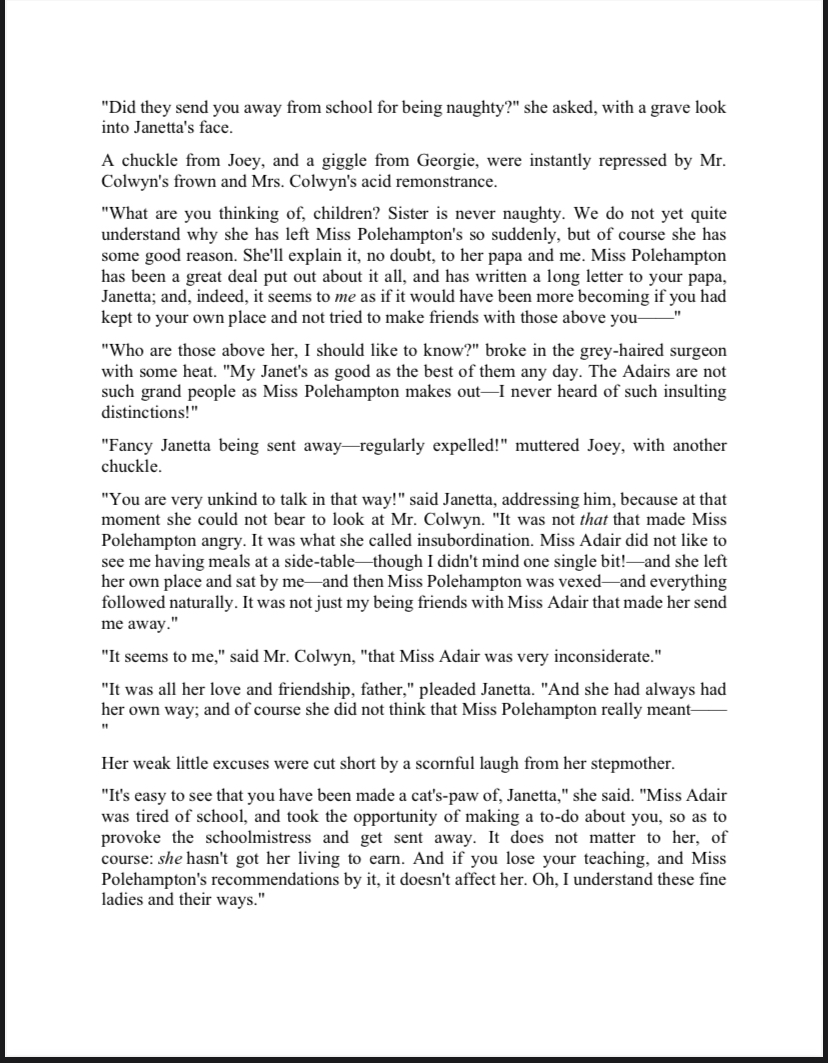 "Did they send you away from school for being naughty?" she asked, with a grave look
into Janetta's face.
A chuckle from Joey, and a giggle from Georgie, were instantly repressed by Mr.
Colwyn's frown and Mrs. Colwyn's acid remonstrance.
"What are you thinking of, children? Sister is never naughty. We do not yet quite
understand why she has left Miss Polehampton's so suddenly, but of course she has
some good reason. She'll explain it, no doubt, to her papa and me. Miss Polehampton
has been a great deal put out about it all, and has written a long letter to your papa,
Janetta; and, indeed, it seems to me as if it would have been more becoming if you had
kept to your own place and not tried to make friends with those above you——"
"Who are those above her, I should like to know?" broke in the grey-haired surgeon
with some heat. "My Janet's as good as the best of them any day. The Adairs are not
such grand people as Miss Polehampton makes out—I never heard of such insulting
distinctions!"
"Fancy Janetta being sent away—regularly expelled!" muttered Joey, with another
chuckle.
"You are very unkind to talk in that way!" said Janetta, addressing him, because at that
moment she could not bear to look at Mr. Colwyn. "It was not that that made Miss
Polehampton angry. It was what she called insubordination. Miss Adair did not like to
see me having meals at a side-table—though I didn't mind one single bit!—and she left
her own place and sat by me—and then Miss Polehampton was vexed—and everything
followed naturally. It was not just my being friends with Miss Adair that made her send
me away."
"It seems to me," said Mr. Colwyn, "that Miss Adair was very inconsiderate."
"It was all her love and friendship, father," pleaded Janetta. "And she had always had
her own way; and of course she did not think that Miss Polehampton really meant——
"
Her weak little excuses were cut short by a scornful laugh from her stepmother.
"It's easy to see that you have been made a cat's-paw of, Janetta," she said. "Miss Adair
was tired of school, and took the opportunity of making a to-do about you, so as to
provoke the schoolmistress and get sent away. It does not matter to her, of
course: she hasn't got her living to earn. And if you lose your teaching, and Miss
Polehampton's recommendations by it, it doesn't affect her. Oh, I understand these fine
ladies and their ways."